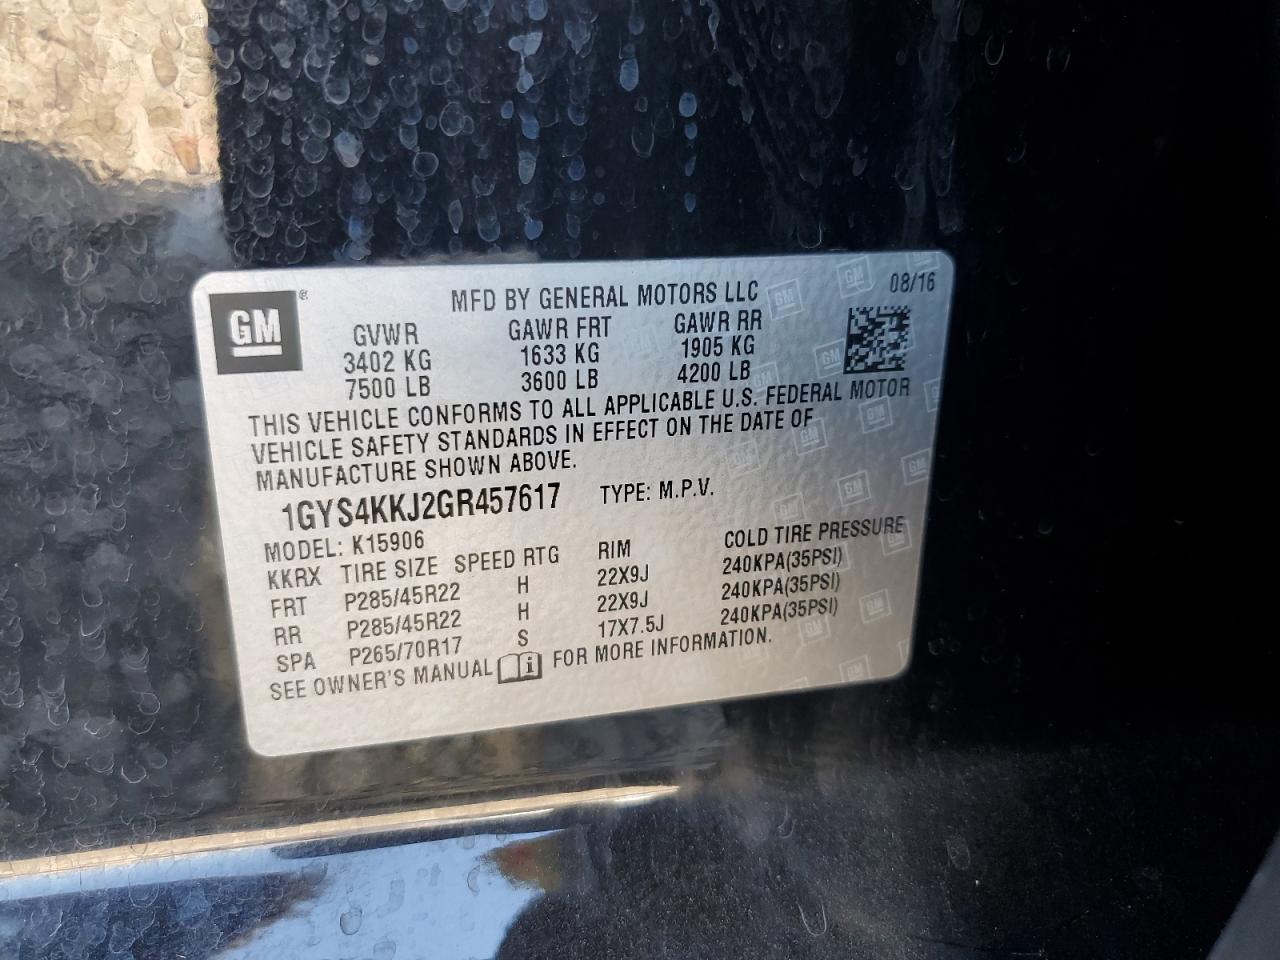 GM ®
MFD BY GENERAL MOTORS LLC 08/16
GVWR GAWR FRT GAWR RR
3402 KG 1633 KG 1905 KG
7500 LB 3600 LB 4200 LB
THIS VEHICLE CONFORMS TO ALL APPLICABLE U.S. FEDERAL MOTOR
VEHICLE SAFETY STANDARDS IN EFFECT ON THE DATE OF
MANUFACTURE SHOWN ABOVE.
1GYS4KKJ2GR457617 TYPE: M.P.V.
MODEL: K15906
KKRX TIRE SIZE SPEED RTG RIM COLD TIRE PRESSURE
FRT P285/45R22 H 22X9J 240KPA(35PSI)
RR P285/45R22 H 22X9J 240KPA(35PSI)
SPA P265/70R17 S 17X7.5J 240KPA(35PSI)
SEE OWNER'S MANUAL i FOR MORE INFORMATION.